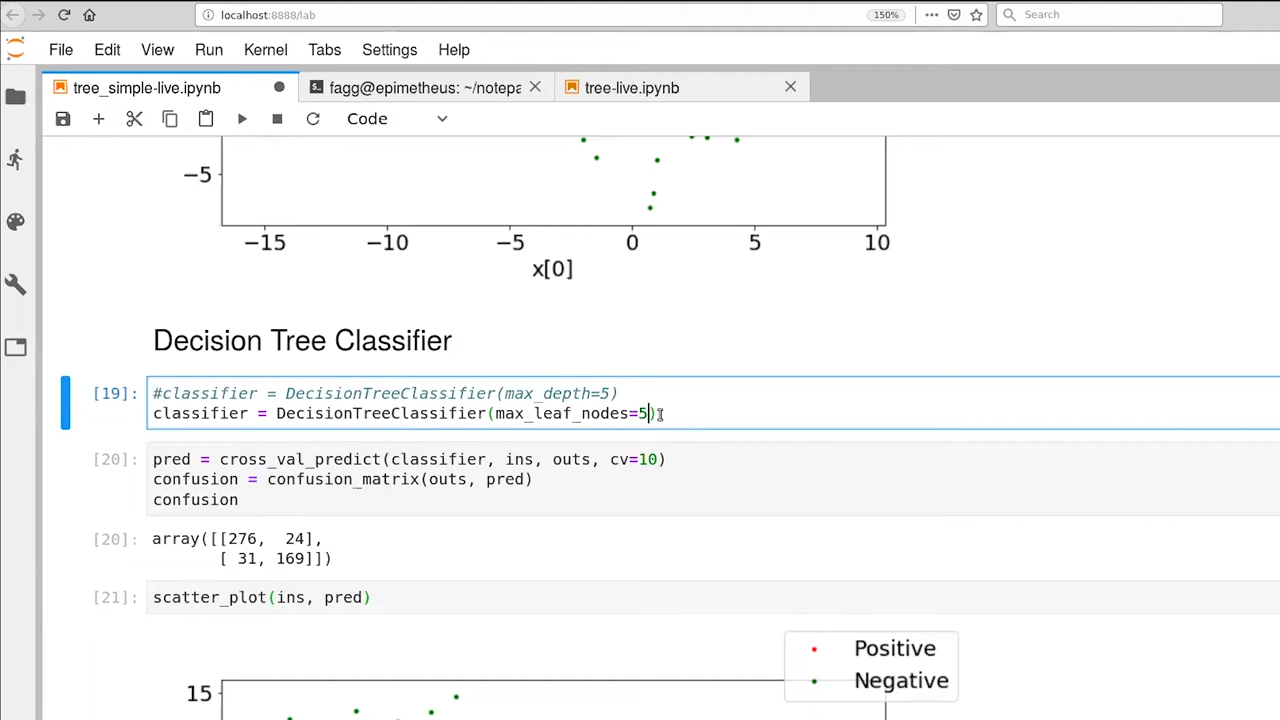 localhost:8888/lab
150%
Search
File Edit View Run Kernel Tabs Settings Help
tree_simple-live.ipynb
fagg@epimetheus: ~/notepa
tree-live.ipynb
Code
−5
−15 −10 −5 0 5 10
x[0]
Decision Tree Classifier
[19]: #classifier = DecisionTreeClassifier(max_depth=5)
classifier = DecisionTreeClassifier(max_leaf_nodes=5)
[20]: pred = cross_val_predict(classifier, ins, outs, cv=10)
confusion = confusion_matrix(outs, pred)
confusion
[20]: array([[276, 24],
[ 31, 169]])
[21]: scatter_plot(ins, pred)
Positive
Negative
15